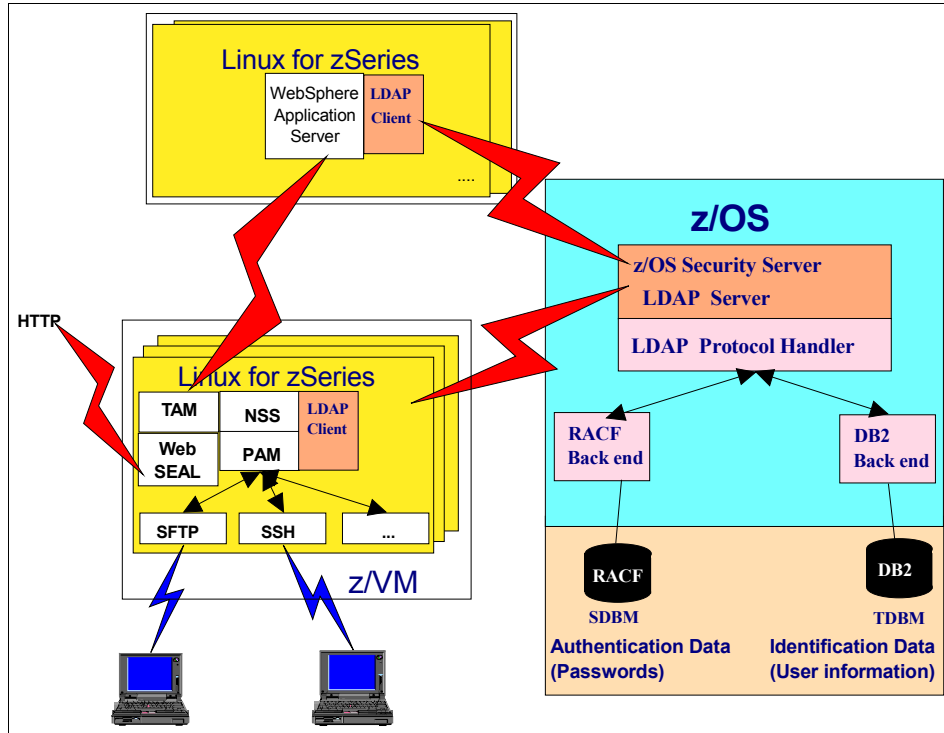 Linux for zSeries
WebSphere
Application
Server
LDAP
Client
....
z/OS
z/OS Security Server
LDAP Server
LDAP Protocol Handler
RACF
Back end
DB2
Back end
RACF
SDBM
DB2
TDBM
Authentication Data
(Passwords)
Identification Data
(User information)
HTTP
Linux for zSeries
TAM
NSS
LDAP
Client
Web
SEAL
PAM
SFTP
SSH
...
z/VM